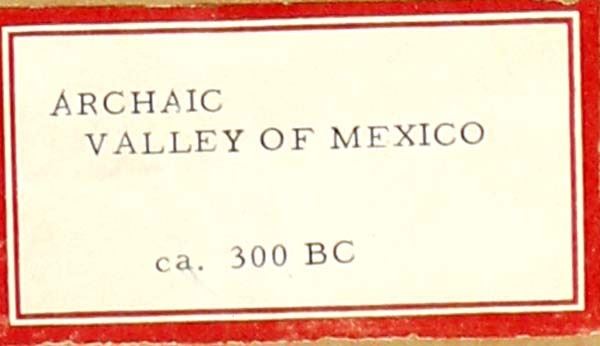 ARCHAIC
VALLEY OF MEXICO
ca. 300 BC